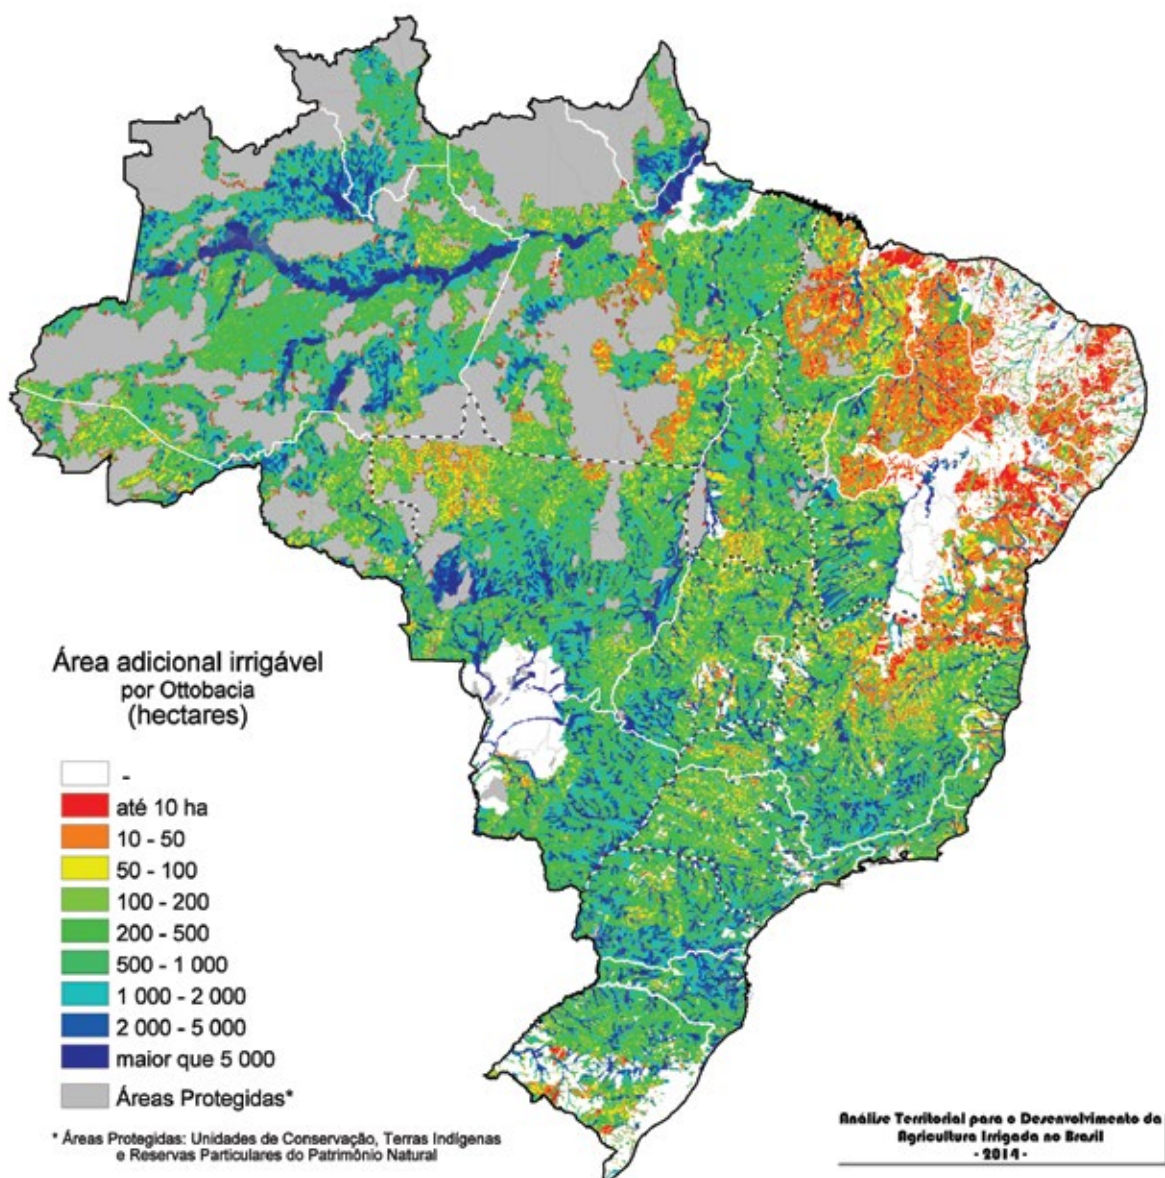 Área adicional irrigável
por Ottobacia
(hectares)
-
até 10 ha
10 - 50
50 - 100
100 - 200
200 - 500
500 - 1 000
1 000 - 2 000
2 000 - 5 000
maior que 5 000
Áreas Protegidas*
* Áreas Protegidas: Unidades de Conservação, Terras Indígenas
e Reservas Particulares do Patrimônio Natural
Análise Territorial para o Desenvolvimento da
Agricultura Irrigada no Brasil
- 2014 -